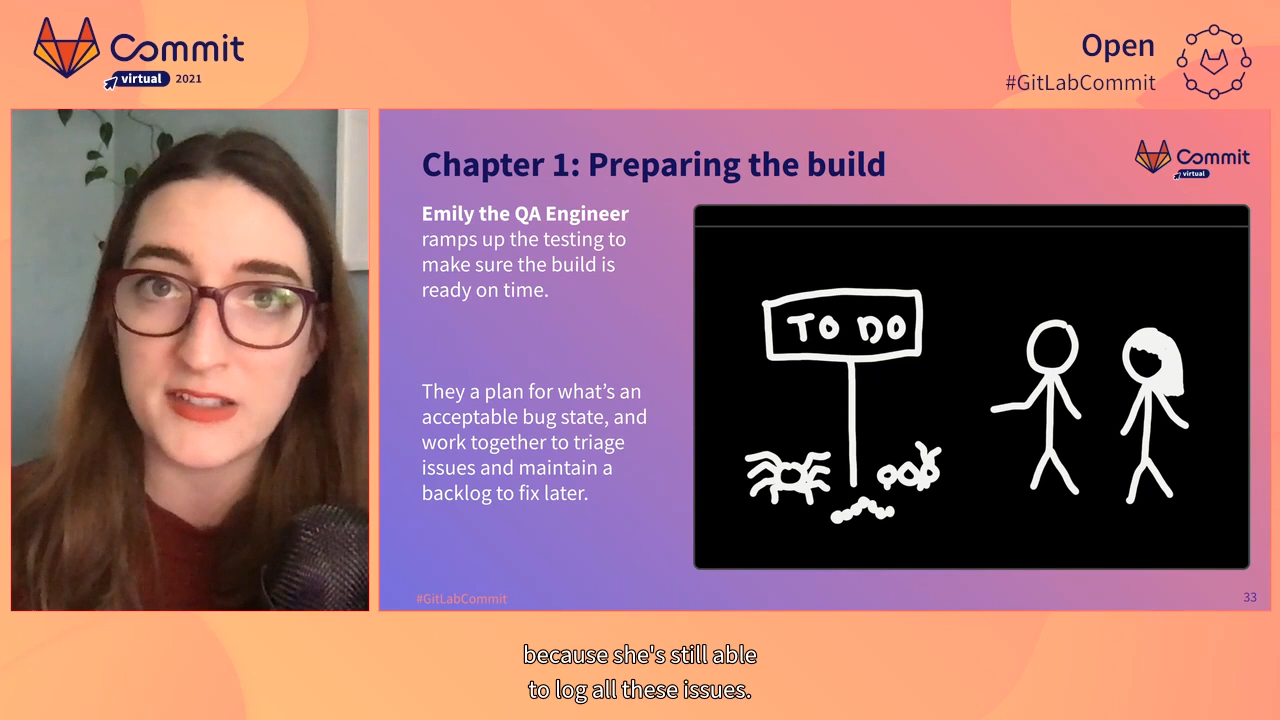 Commit
virtual 2021
Open
#GitLabCommit
Chapter 1: Preparing the build
Commit
virtual
Emily the QA Engineer
ramps up the testing to
make sure the build is
ready on time.
They a plan for what’s an
acceptable bug state, and
work together to triage
issues and maintain a
backlog to fix later.
TO DO
#GitLabCommit
33
because she's still able
to log all these issues.